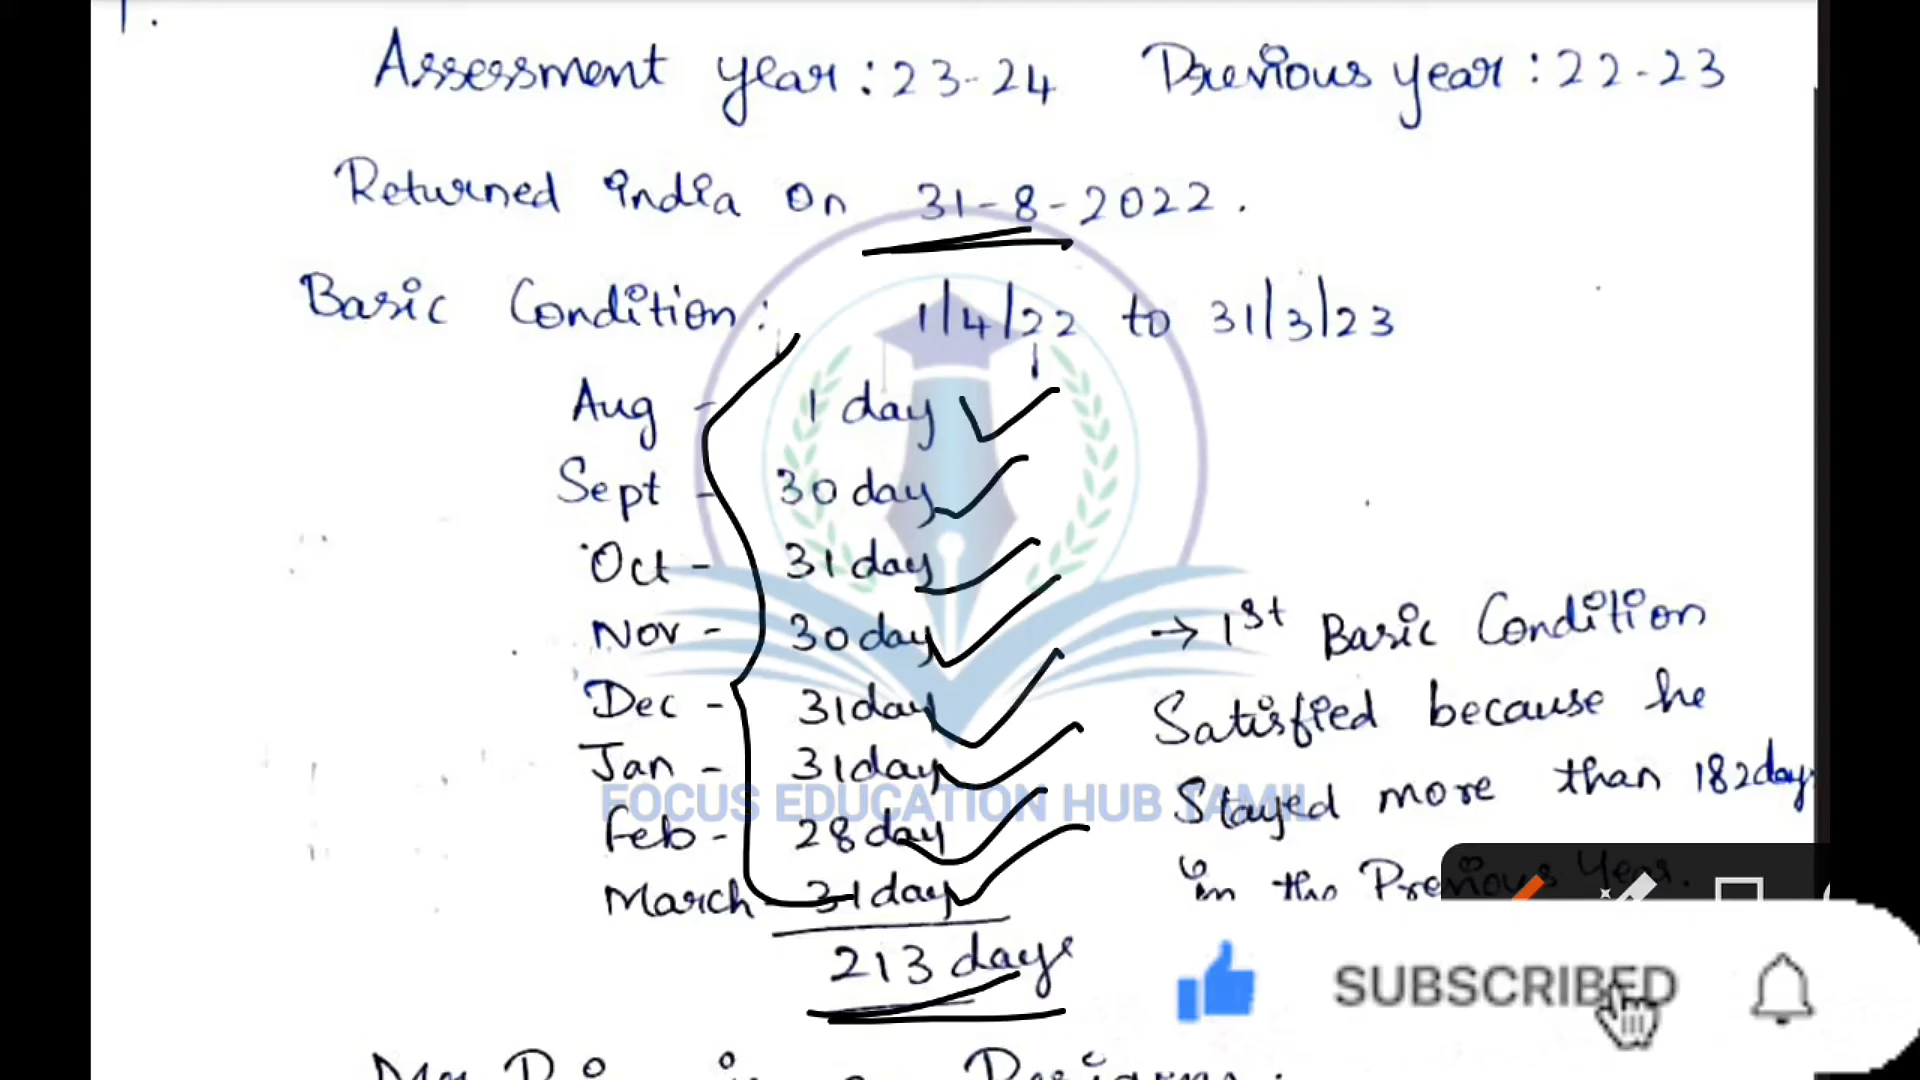 Assessment year : 23-24 Previous year : 22-23
Returned india on 31-8-2022.
Basic Condition : 1/4/22 to 31/3/23
Aug - 1 day
Sept - 30 day
Oct - 31 day
Nov - 30 day
Dec - 31 day
Jan - 31 day
Feb - 28 day
March - 31 day
213 days
→ 1st Basic Condition
Satisfied because he
Stayed more than 182 days
in the Previous Year.
FOCUS EDUCATION HUB TAMIL
SUBSCRIBED